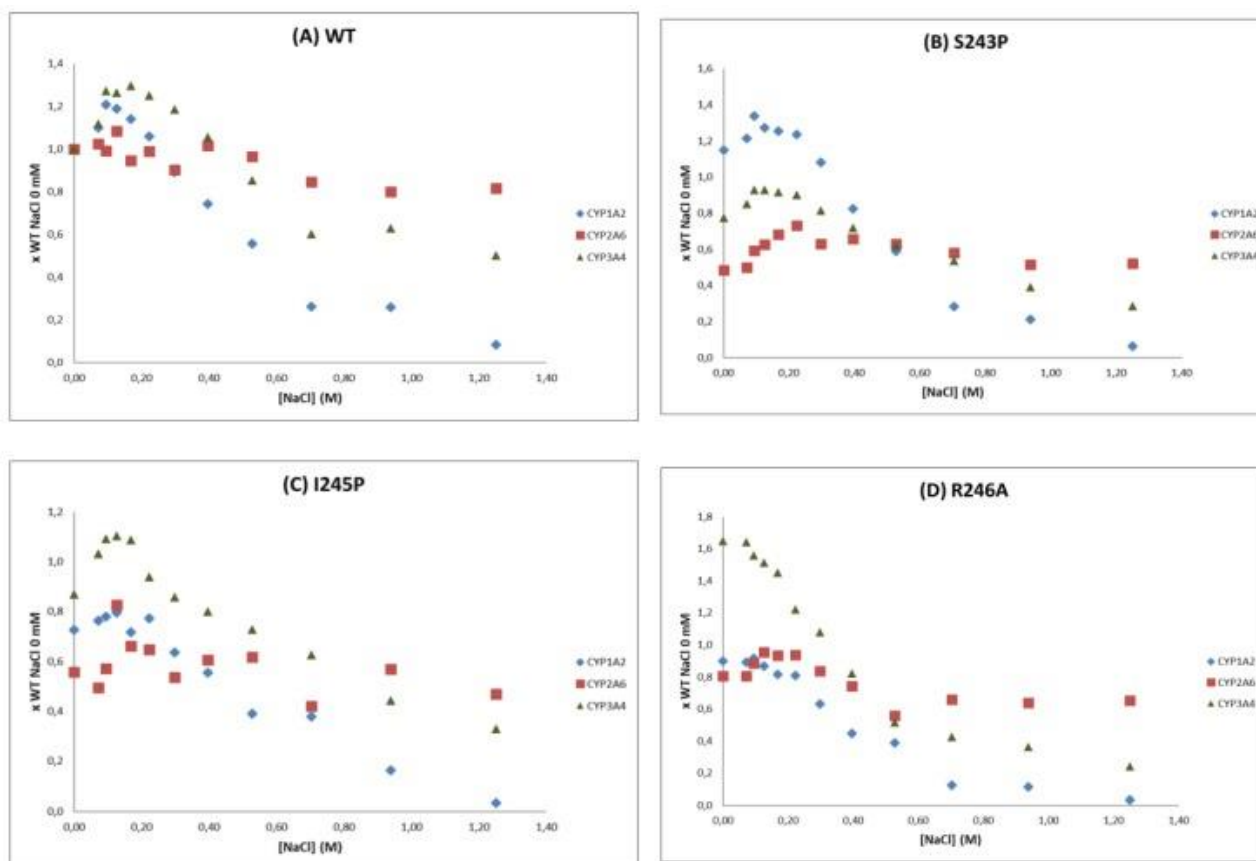 (A) WT
1,4
1,2
1,0
0,8
0,6
0,4
0,2
0,0
x WT NaCl 0 mM
0,00 0,20 0,40 0,60 0,80 1,00 1,20 1,40
[NaCl] (M)
CYP1A2
CYP2A6
CYP3A4
(B) S243P
1,6
1,4
1,2
1,0
0,8
0,6
0,4
0,2
0,0
x WT NaCl 0 mM
0,00 0,20 0,40 0,60 0,80 1,00 1,20 1,40
[NaCl] (M)
CYP1A2
CYP2A6
CYP3A4
(C) I245P
1,2
1,0
0,8
0,6
0,4
0,2
0,0
x WT NaCl 0 mM
0,00 0,20 0,40 0,60 0,80 1,00 1,20 1,40
[NaCl] (M)
CYP1A2
CYP2A6
CYP3A4
(D) R246A
1,8
1,6
1,4
1,2
1,0
0,8
0,6
0,4
0,2
0,0
x WT NaCl 0 mM
0,00 0,20 0,40 0,60 0,80 1,00 1,20 1,40
[NaCl] (M)
CYP1A2
CYP2A6
CYP3A4